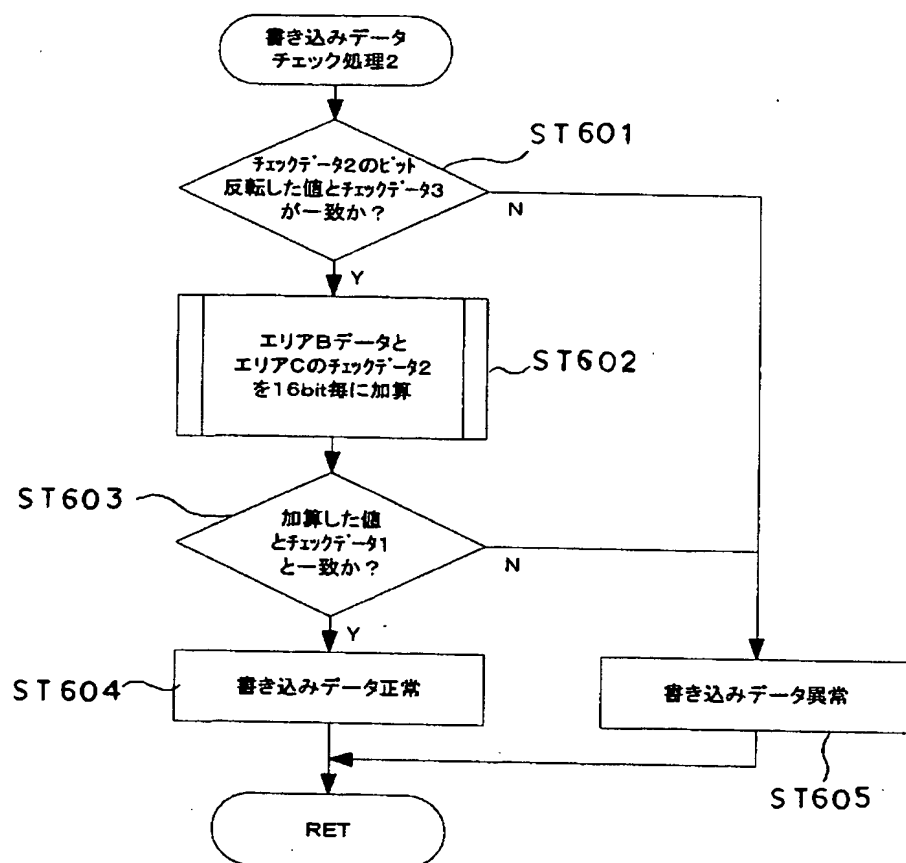 書き込みデータ
チェック処理2
ST601
チェックデータ2のビット
反転した値とチェックデータ3
が一致か？
N
Y
エリアBデータと
エリアCのチェックデータ2
を16bit毎に加算
ST602
ST603
加算した値
とチェックデータ1
と一致か？
N
Y
ST604
書き込みデータ正常
書き込みデータ異常
ST605
RET